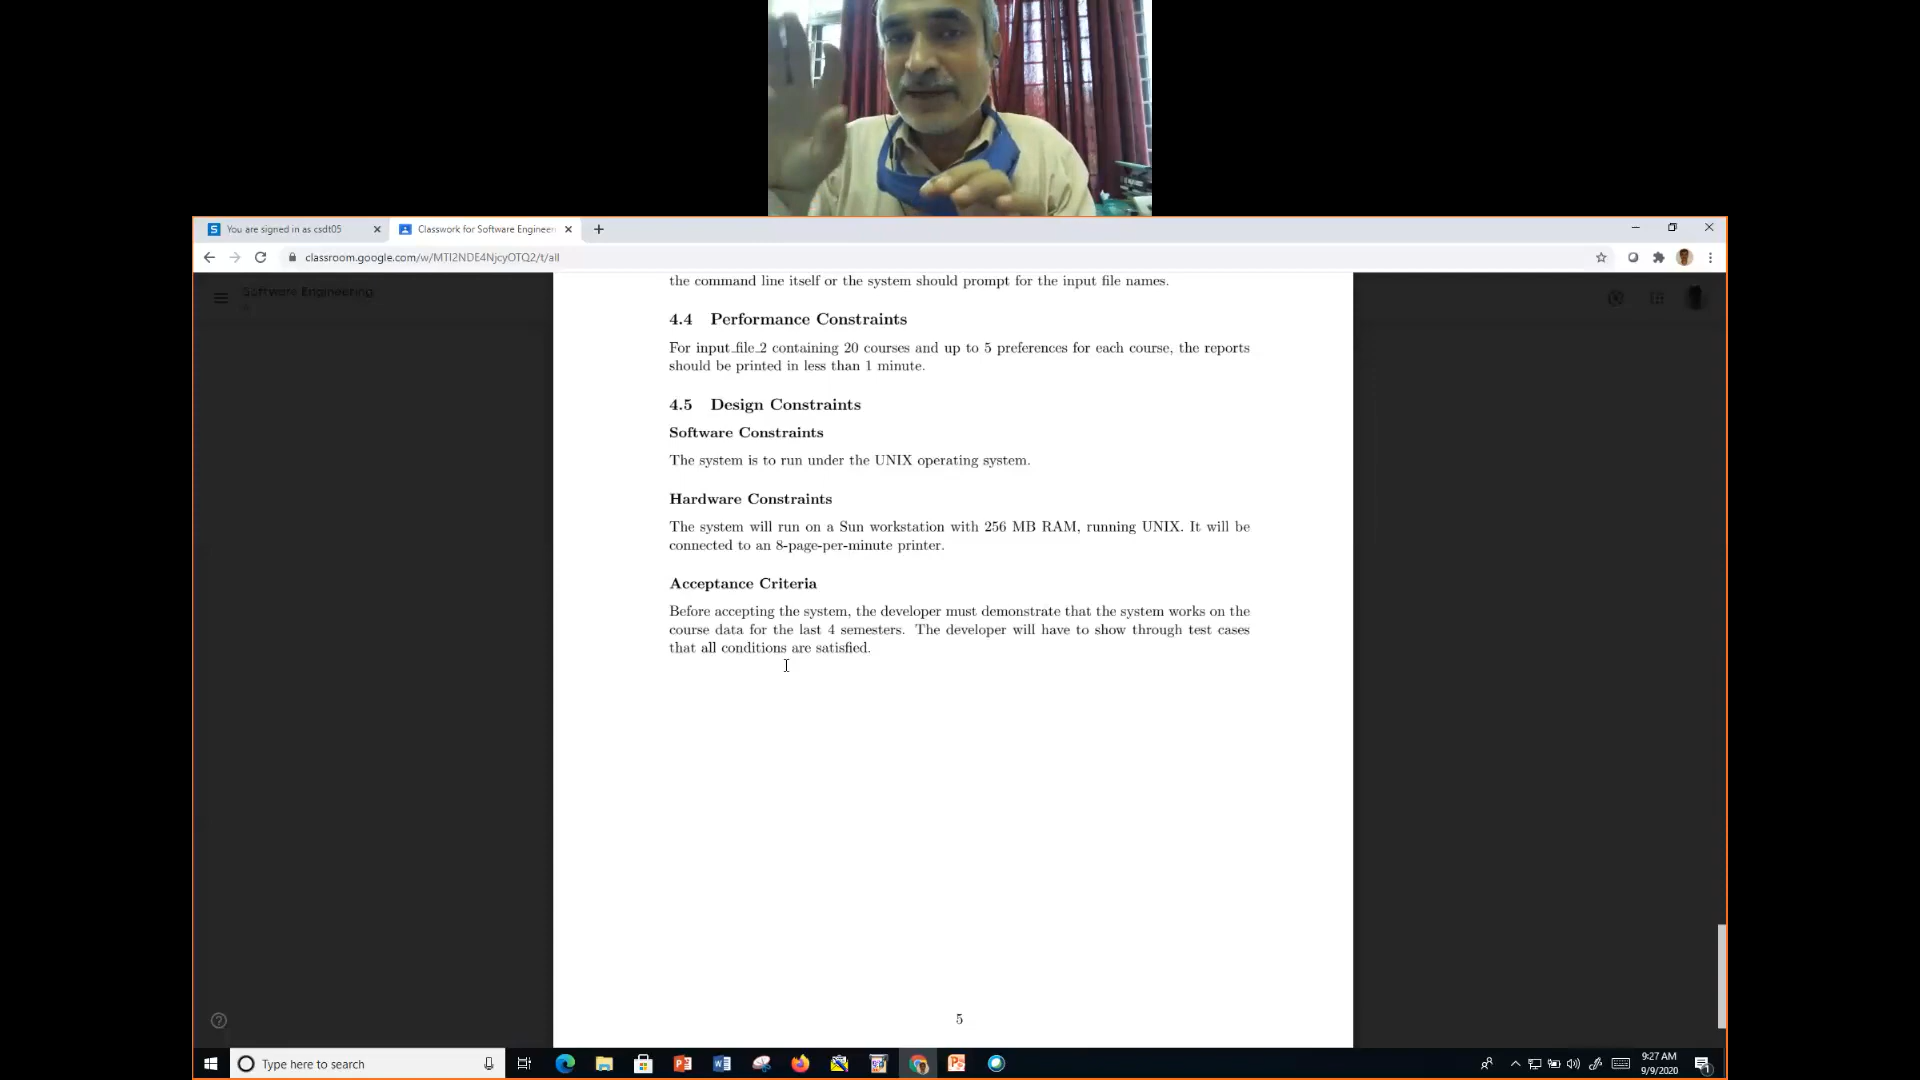 You are signed in as csdt05
Classwork for Software Engineer
classroom.google.com/w/MTI2NDE4NjcyOTQ2/t/all
Software Engineering
the command line itself or the system should prompt for the input file names.
4.4 Performance Constraints
For input_file_2 containing 20 courses and up to 5 preferences for each course, the reports
should be printed in less than 1 minute.
4.5 Design Constraints
Software Constraints
The system is to run under the UNIX operating system.
Hardware Constraints
The system will run on a Sun workstation with 256 MB RAM, running UNIX. It will be
connected to an 8-page-per-minute printer.
Acceptance Criteria
Before accepting the system, the developer must demonstrate that the system works on the
course data for the last 4 semesters. The developer will have to show through test cases
that all conditions are satisfied.
5
Type here to search
9:27 AM
9/9/2020